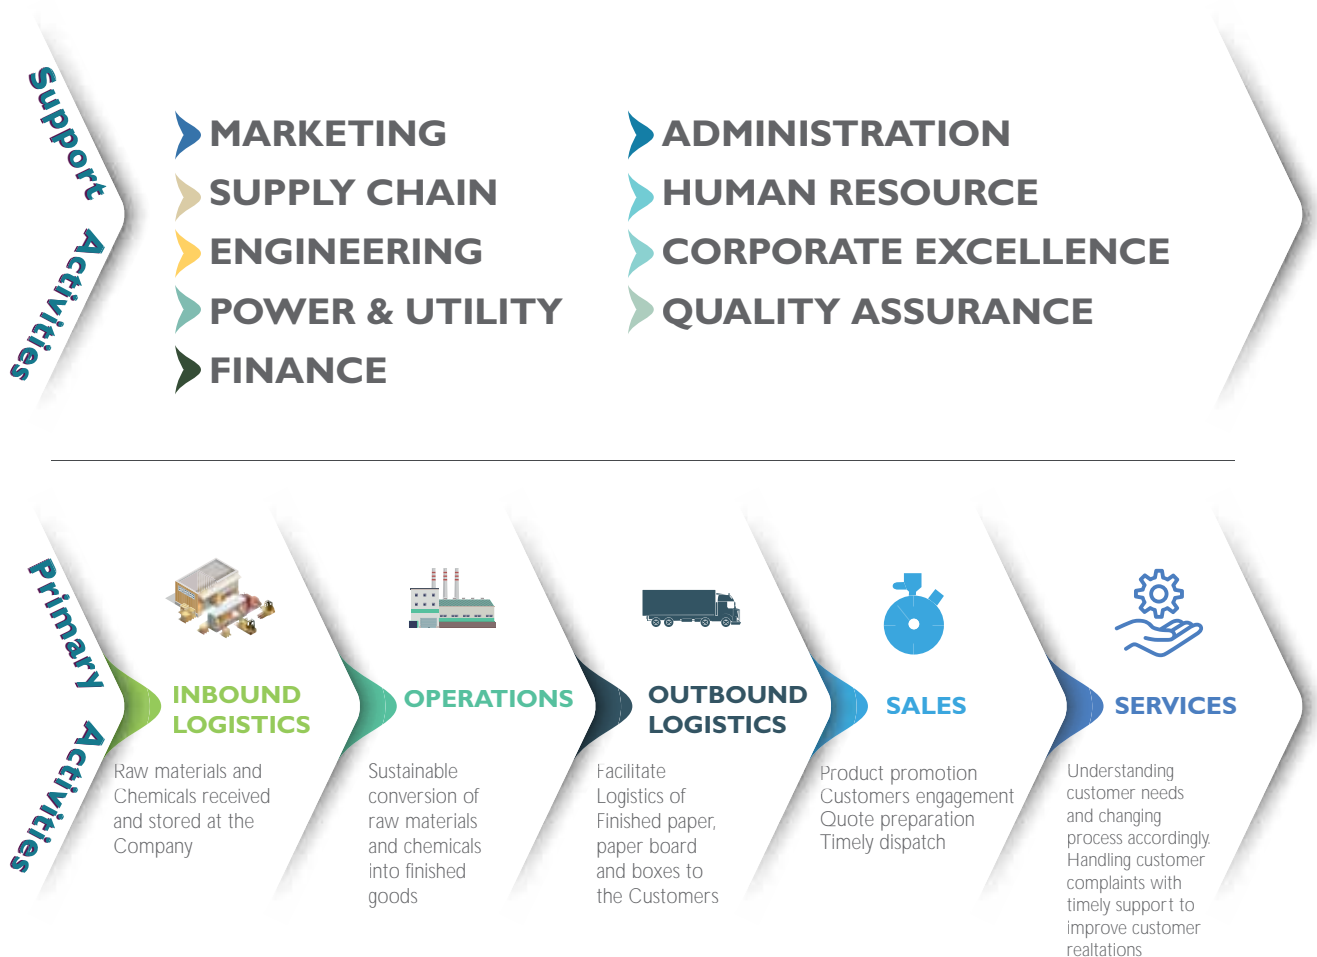 Support Activities
MARKETING
SUPPLY CHAIN
ENGINEERING
POWER & UTILITY
FINANCE
ADMINISTRATION
HUMAN RESOURCE
CORPORATE EXCELLENCE
QUALITY ASSURANCE
Primary Activities
INBOUND
LOGISTICS
Raw materials and
Chemicals received
and stored at the
Company
OPERATIONS
Sustainable
conversion of
raw materials
and chemicals
into finished
goods
OUTBOUND
LOGISTICS
Facilitate
Logistics of
Finished paper,
paper board
and boxes to
the Customers
SALES
Product promotion
Customers engagement
Quote preparation
Timely dispatch
SERVICES
Understanding
customer needs
and changing
process accordingly.
Handling customer
complaints with
timely support to
improve customer
realtations